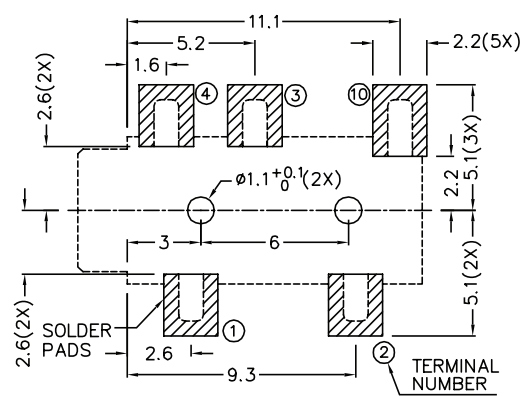 11.1
5.2
2.2(5X)
1.6
2.6(2X)
4
3
10
5.1(3X)
2.2
ø1.1 +0.1 0 (2X)
3
6
2.6(2X)
5.1(2X)
SOLDER
PADS
1
2
2.6
9.3
TERMINAL
NUMBER